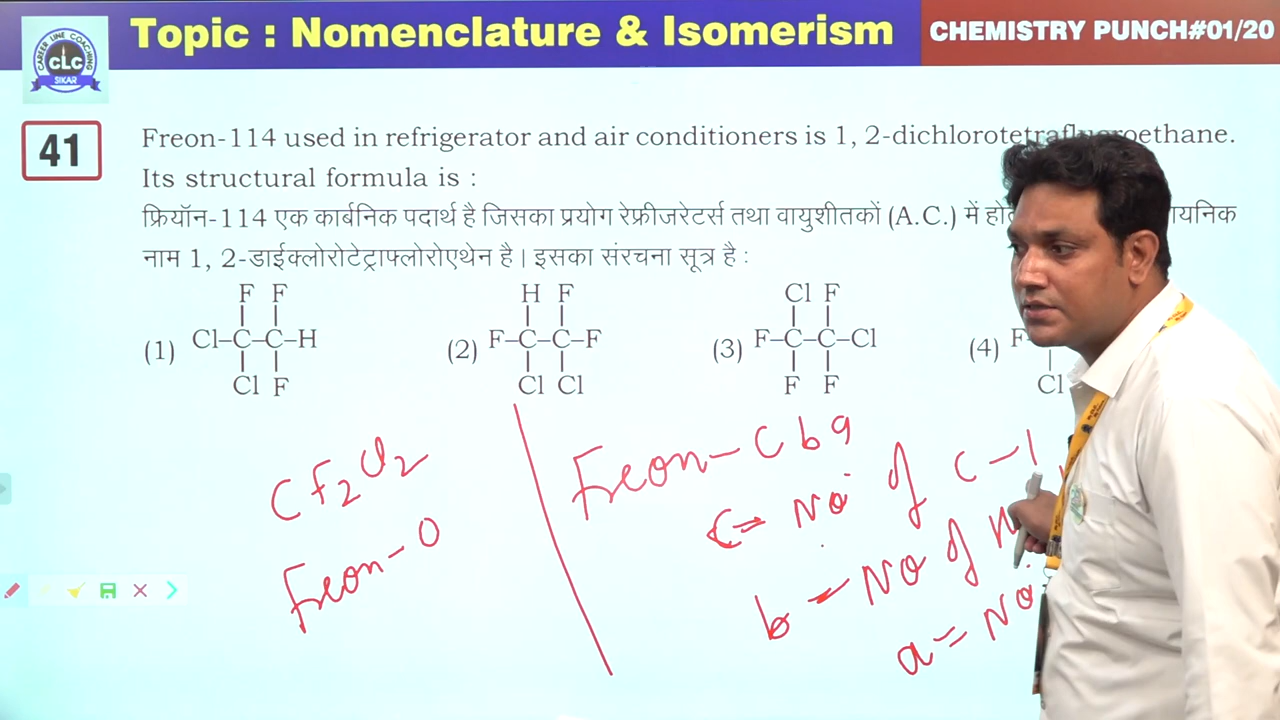 Topic : Nomenclature & Isomerism
CHEMISTRY PUNCH#01/20
CAREER LINE COACHING
CLC
SIKAR
41
Freon-114 used in refrigerator and air conditioners is 1, 2-dichlorotetrafluoroethane.
Its structural formula is :
फ्रियॉन-114 एक कार्बनिक पदार्थ है जिसका प्रयोग रेफ्रीजरेटर्स तथा वायुशीतकों (A.C.) में
नाम 1, 2-डाईक्लोरोटेट्राफ्लोरोएथेन है। इसका संरचना सूत्र है :
F F
(1) Cl–C–C–H
Cl F
H F
(2) F–C–C–F
Cl Cl
Cl F
(3) F–C–C–Cl
F F
(4) F–
Cl
CF2Cl2
Freon-0
Freon-Cba
C= No of C-1
b- No of
a= No